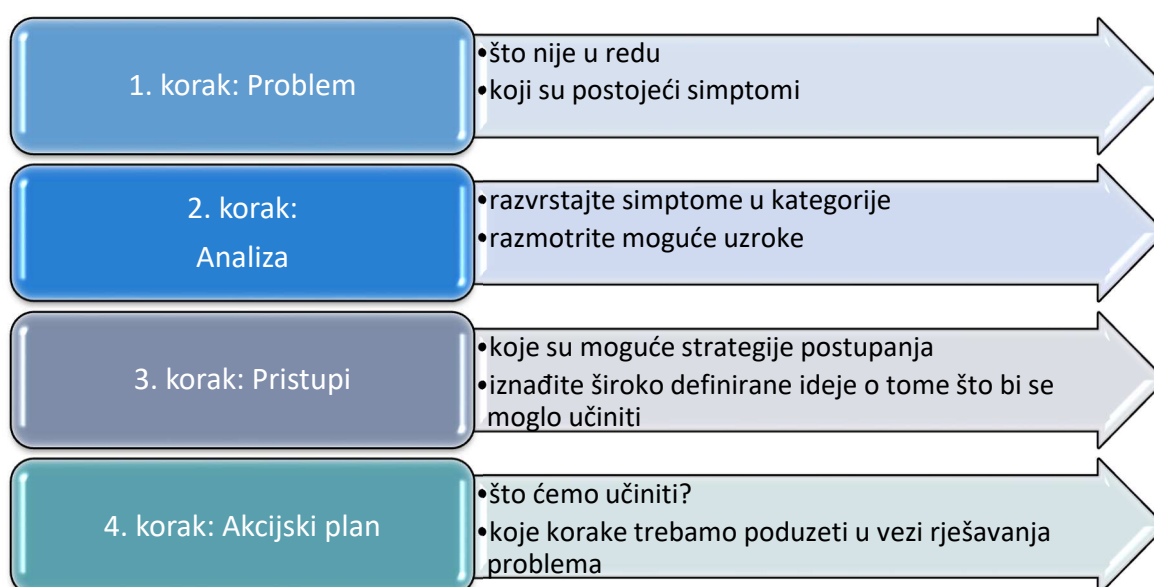 1. korak: Problem
•što nije u redu
•koji su postojeći simptomi
2. korak:
Analiza
•razvrstajte simptome u kategorije
•razmotrite moguće uzroke
3. korak: Pristupi
•koje su moguće strategije postupanja
•iznađite široko definirane ideje o tome što bi se
moglo učiniti
4. korak: Akcijski plan
•što ćemo učiniti?
•koje korake trebamo poduzeti u vezi rješavanja
problema